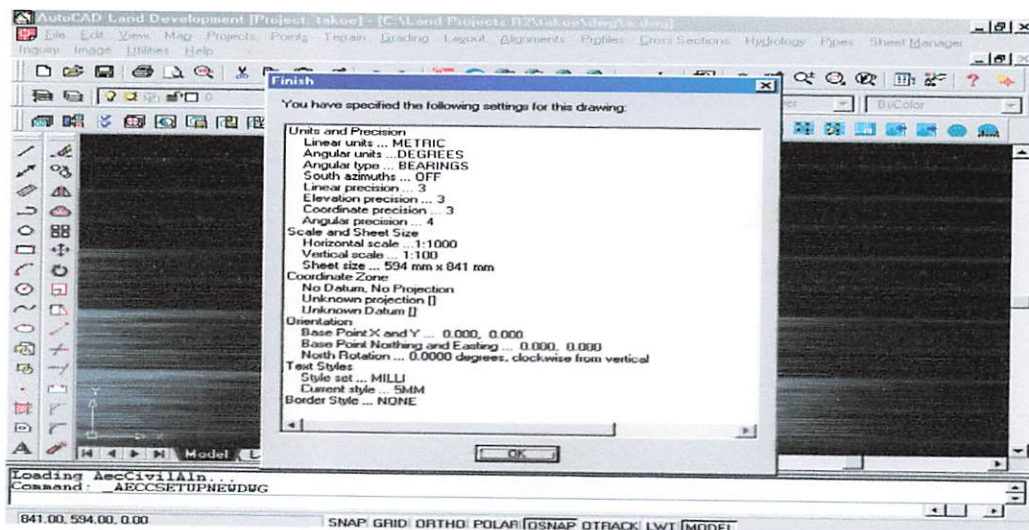 AutoCAD Land Development [Project: takoe] - [C:\Land Projects R2\takoe\dwg\a.dwg]
File Edit View Map Projects Points Terrain Grading Layout Alignments Profiles Cross Sections Hydrology Pipes Sheet Manager
Inquiry Image Utilities Help
0
ByColor
Finish
You have specified the following settings for this drawing:
Units and Precision
Linear units ... METRIC
Angular units ...DEGREES
Angular type ... BEARINGS
South azimuths ... OFF
Linear precision ... 3
Elevation precision ... 3
Coordinate precision ... 3
Angular precision ... 4
Scale and Sheet Size
Horizontal scale ...1:1000
Vertical scale ... 1:100
Sheet size ... 594 mm x 841 mm
Coordinate Zone
No Datum, No Projection
Unknown projection []
Unknown Datum []
Orientation
Base Point X and Y ... 0.000, 0.000
Base Point Northing and Easting ... 0.000, 0.000
North Rotation ... 0.0000 degrees, clockwise from vertical
Text Styles
Style set ... MILLI
Current style ... 5MM
Border Style ... NONE
OK
Model
Loading AecCivilAln...
Command: _AECCSETUPNEWDWG
841.00, 594.00, 0.00 SNAP GRID ORTHO POLAR OSNAP OTRACK LWT MODEL